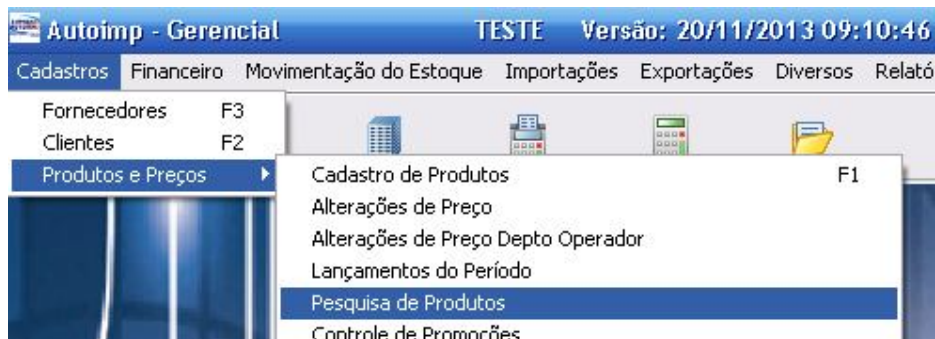 Autoimp - Gerencial TESTE Versão: 20/11/2013 09:10:46
Cadastros Financeiro Movimentação do Estoque Importações Exportações Diversos Relató
Fornecedores F3
Clientes F2
Produtos e Preços
Cadastro de Produtos F1
Alterações de Preço
Alterações de Preço Depto Operador
Lançamentos do Período
Pesquisa de Produtos
Controle de Promoções